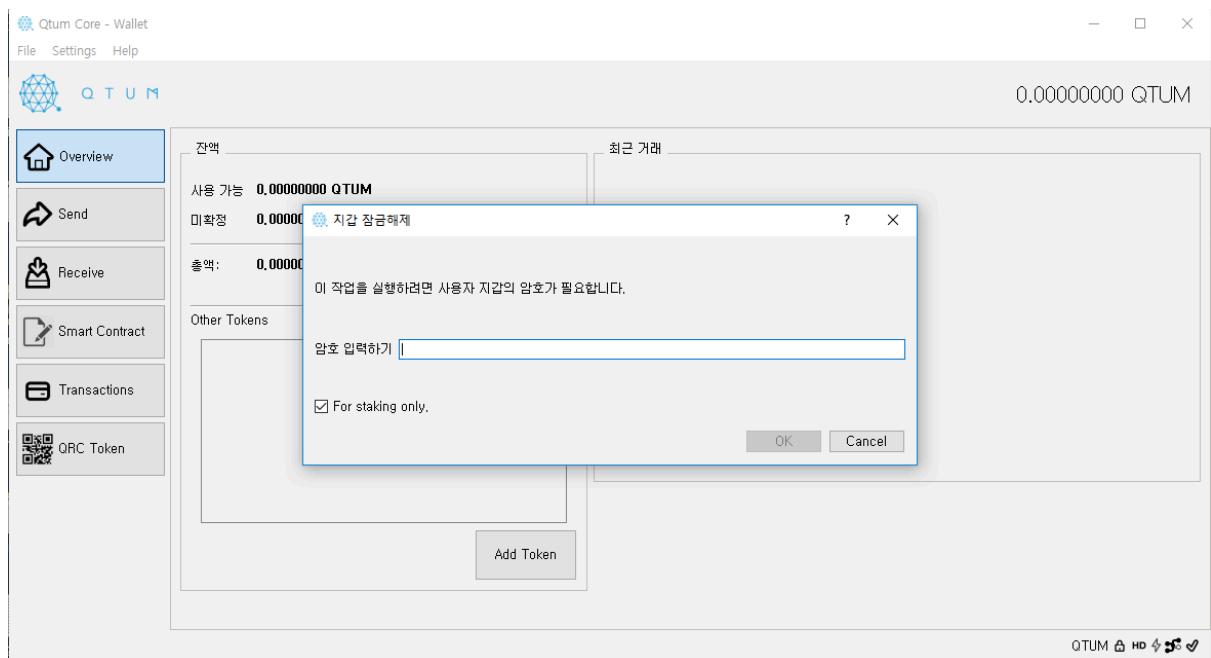 Qtum Core - Wallet
File Settings Help
QTUM
0.00000000 QTUM
Overview
Send
Receive
Smart Contract
Transactions
QRC Token
잔액
사용 가능 0.00000000 QTUM
미확정 0.0000
총액: 0.0000
Other Tokens
Add Token
최근 거래
지갑 잠금해제
이 작업을 실행하려면 사용자 지갑의 암호가 필요합니다.
암호 입력하기
For staking only.
OK Cancel
QTUM HD